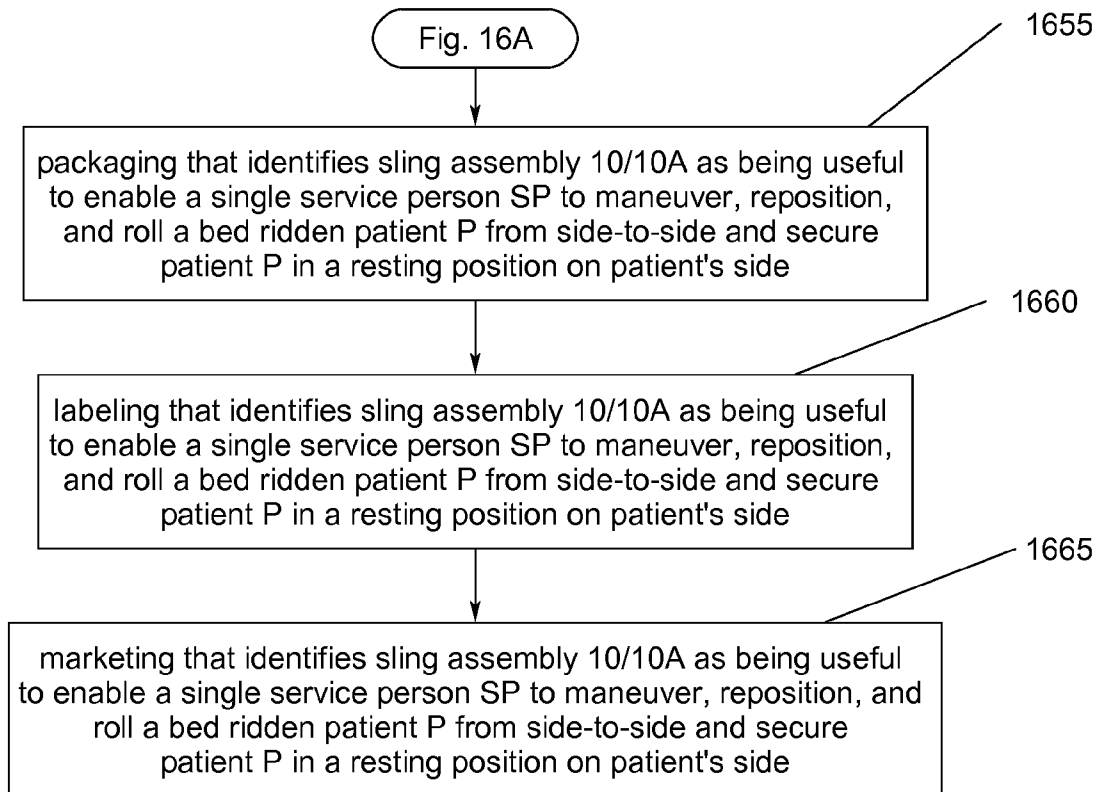 Fig. 16A
1655
packaging that identifies sling assembly 10/10A as being useful
to enable a single service person SP to maneuver, reposition,
and roll a bed ridden patient P from side-to-side and secure
patient P in a resting position on patient's side
1660
labeling that identifies sling assembly 10/10A as being useful
to enable a single service person SP to maneuver, reposition,
and roll a bed ridden patient P from side-to-side and secure
patient P in a resting position on patient's side
1665
marketing that identifies sling assembly 10/10A as being useful
to enable a single service person SP to maneuver, reposition, and
roll a bed ridden patient P from side-to-side and secure
patient P in a resting position on patient's side